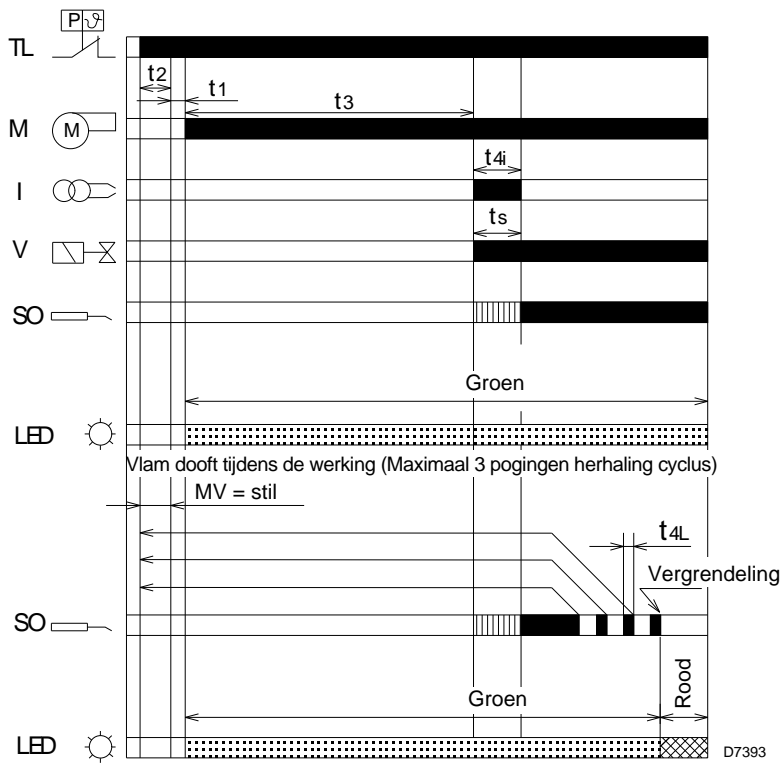 P ϑ
TL
t2
t1
t3
M M
t4i
I
ts
V
SO
Groen
LED
Vlam dooft tijdens de werking (Maximaal 3 pogingen herhaling cyclus)
MV = stil
t4L
Vergrendeling
SO
Groen
Rood
LED
D7393